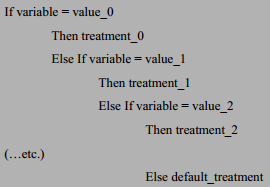 If variable = value_0
Then treatment_0
Else If variable = value_1
Then treatment_1
Else If variable = value_2
Then treatment_2
(…etc.)
Else default_treatment